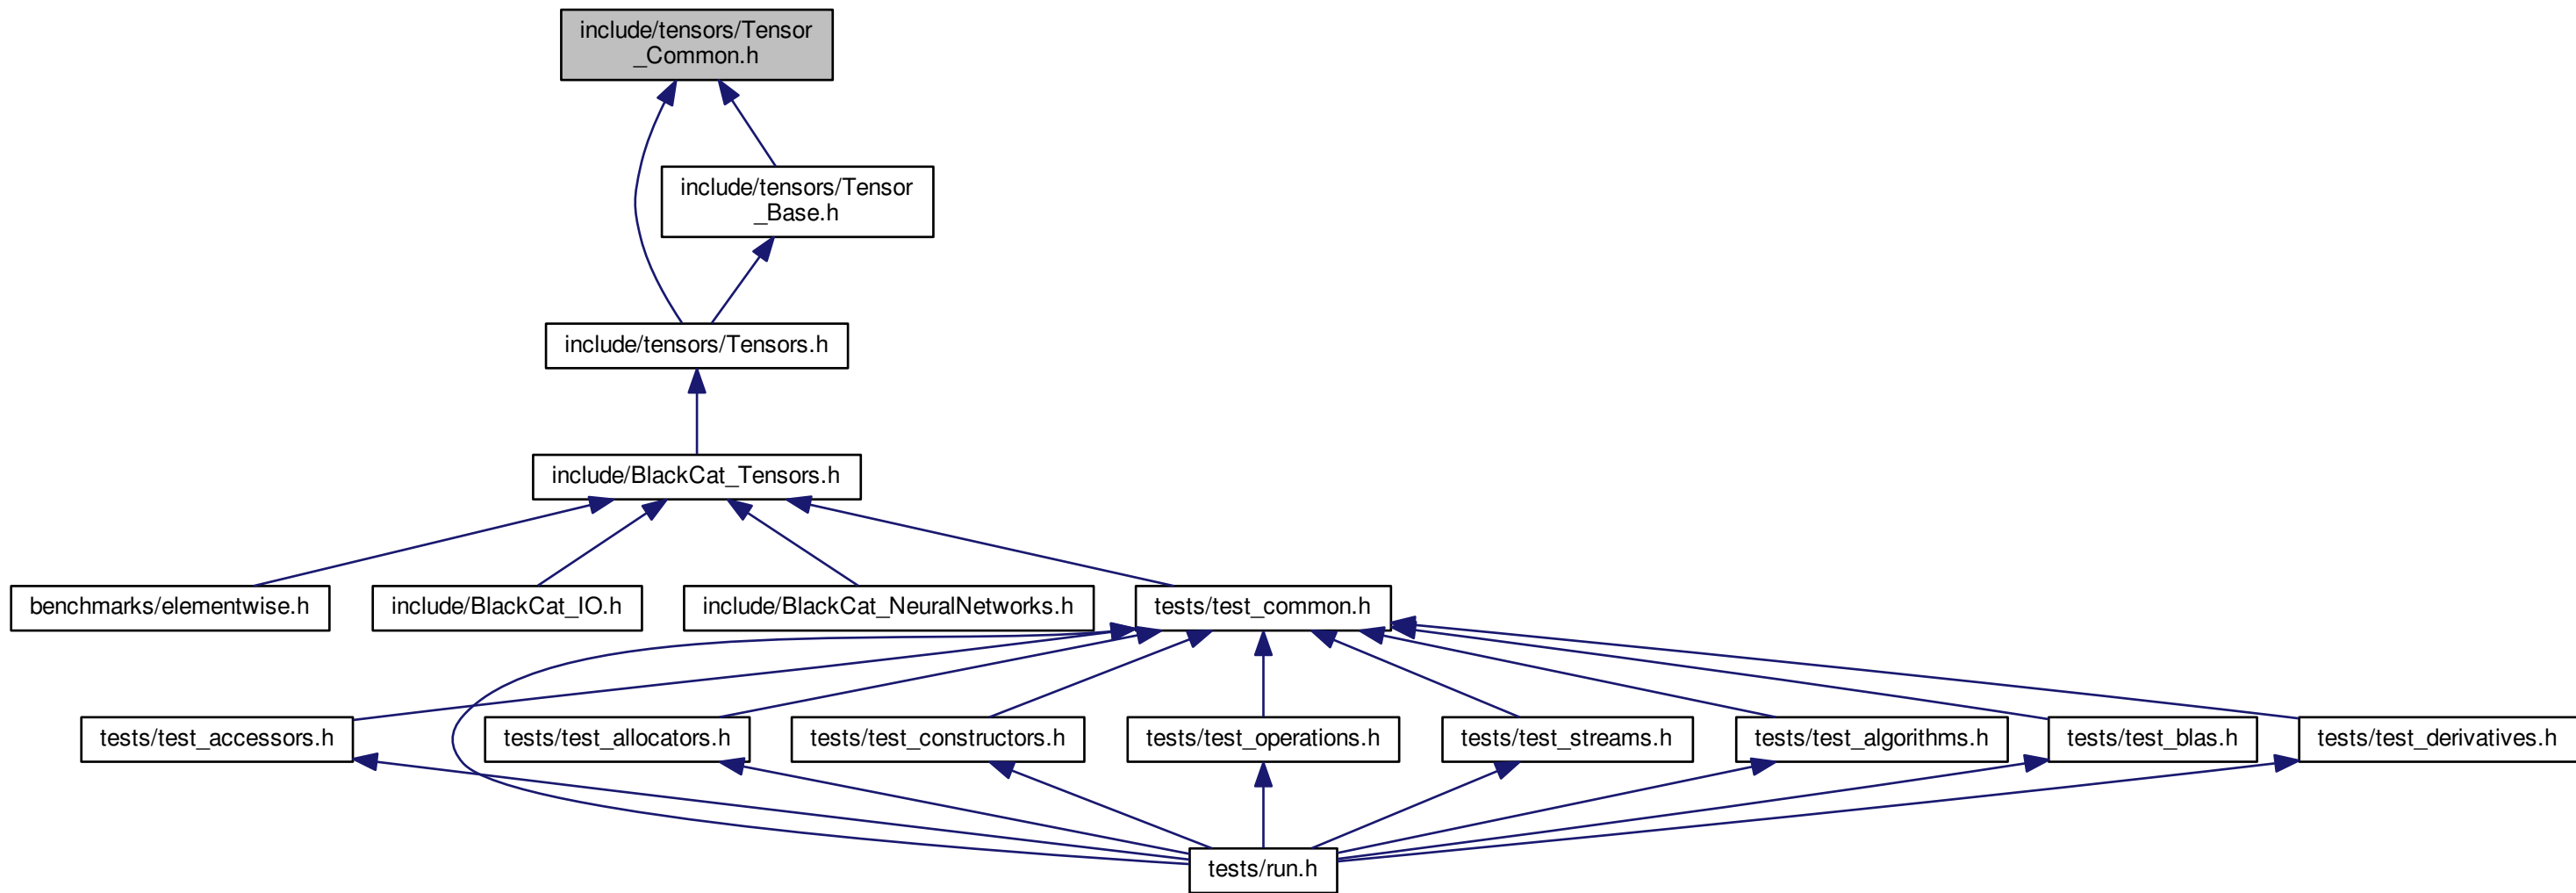 include/tensors/Tensor
_Common.h
include/tensors/Tensor
_Base.h
include/tensors/Tensors.h
include/BlackCat_Tensors.h
benchmarks/elementwise.h
include/BlackCat_IO.h
include/BlackCat_NeuralNetworks.h
tests/test_common.h
tests/test_accessors.h
tests/test_allocators.h
tests/test_constructors.h
tests/test_operations.h
tests/test_streams.h
tests/test_algorithms.h
tests/test_blas.h
tests/test_derivatives.h
tests/run.h